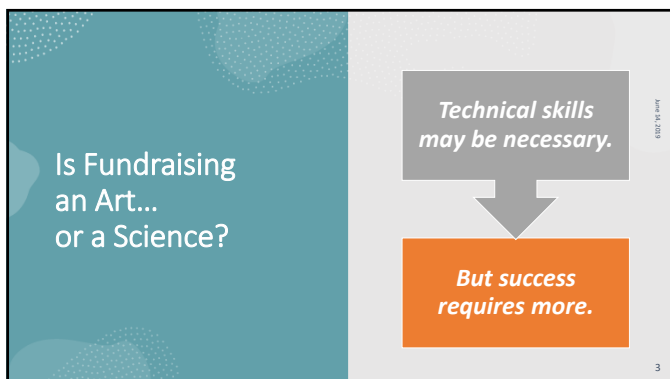 Is Fundraising
an Art...
or a Science?
Technical skills
may be necessary.
But success
requires more.
June 14, 2019
3